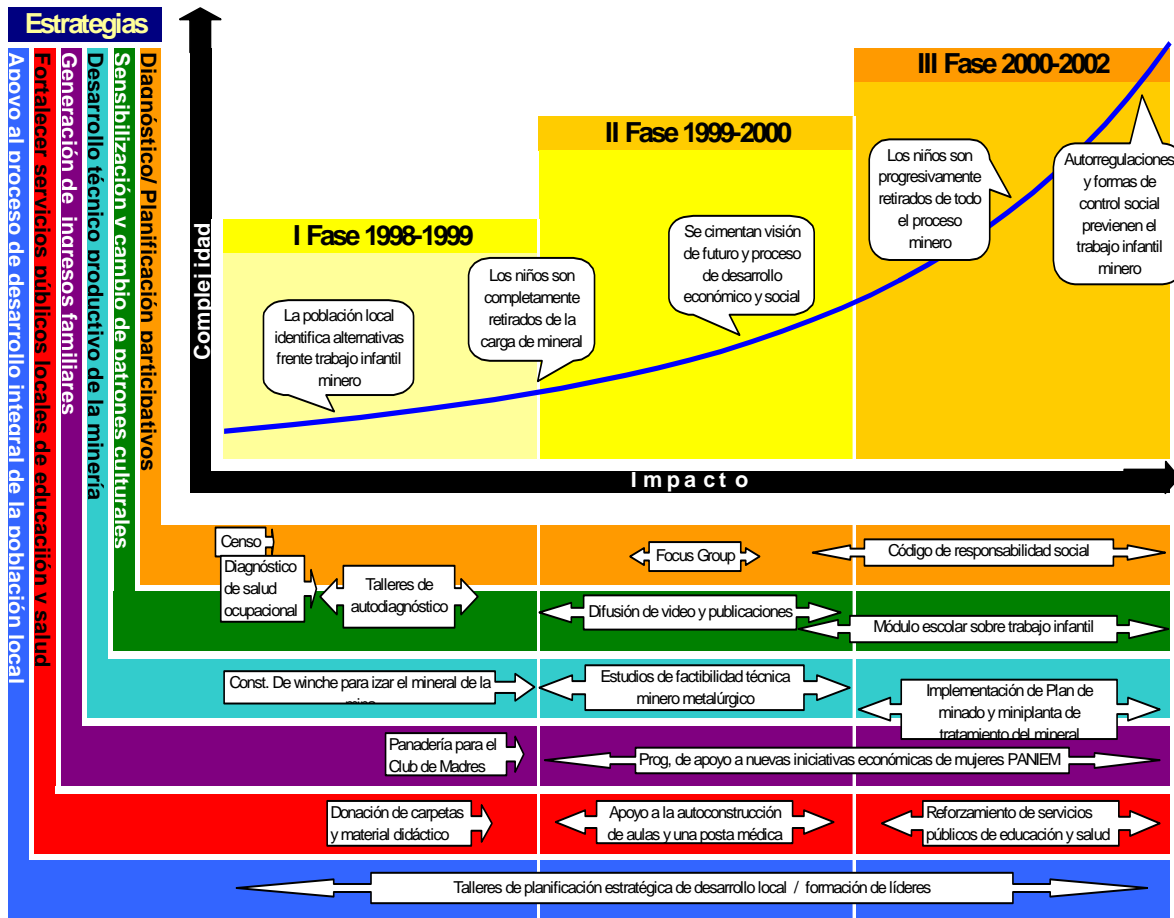 Estrategias
Apoyo al proceso de desarrollo integral de la población local
Fortalecer servicios públicos locales de educaciión y salud
Generación de ingresos familiares
Desarrollo técnico productivo de la minería
Sensibilización y cambio de patrones culturales
Diagnóstico/ Planificación participativos
Complejidad
I Fase 1998-1999
II Fase 1999-2000
III Fase 2000-2002
La población local
identifica alternativas
frente trabajo infantil
minero
Los niños son
completamente
retirados de la
carga de mineral
Se cimentan visión
de futuro y proceso
de desarrollo
económico y social
Los niños son
progresivamente
retirados de todo
el proceso
minero
Autorregulaciones
y formas de
control social
previenen el
trabajo infantil
minero
Impacto
Censo
Diagnóstico
de salud
ocupacional
Talleres de
autodiagnóstico
Focus Group
Código de responsabilidad social
Difusión de video y publicaciones
Módulo escolar sobre trabajo infantil
Const. De winche para izar el mineral de la
mina
Estudios de factibilidad técnica
minero metalúrgico
Implementación de Plan de
minado y miniplanta de
tratamiento del mineral
Panadería para el
Club de Madres
Prog, de apoyo a nuevas iniciativas económicas de mujeres PANIEM
Donación de carpetas
y material didáctico
Apoyo a la autoconstrucción
de aulas y una posta médica
Reforzamiento de servicios
públicos de educación y salud
Talleres de planificación estratégica de desarrollo local / formación de líderes